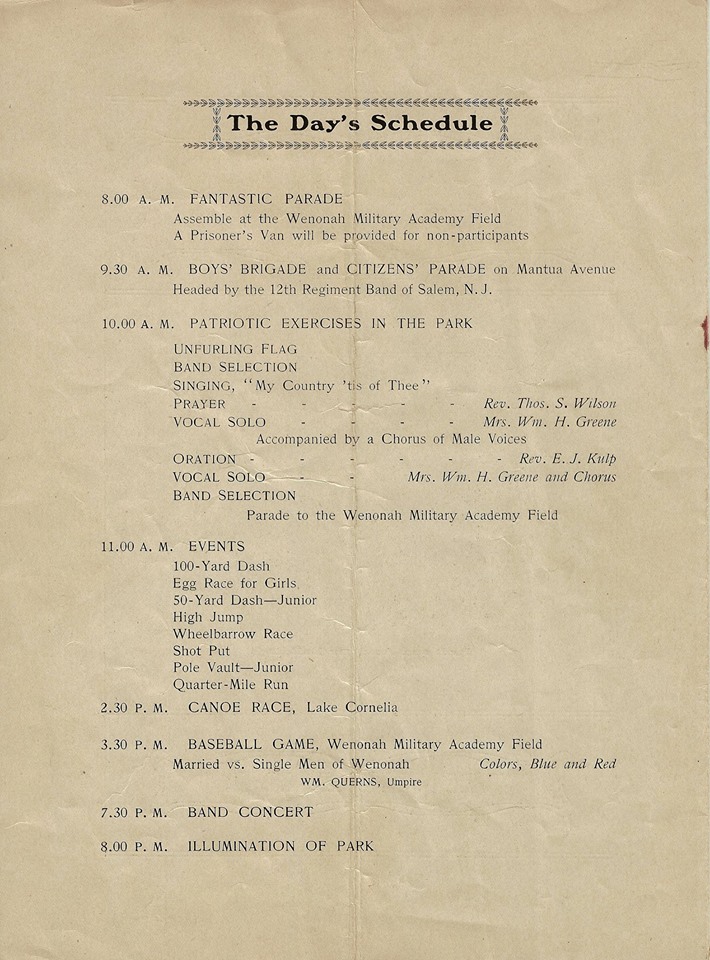 The Day's Schedule
8.00 A. M. FANTASTIC PARADE
Assemble at the Wenonah Military Academy Field
A Prisoner's Van will be provided for non-participants
9.30 A. M. BOYS' BRIGADE and CITIZENS' PARADE on Mantua Avenue
Headed by the 12th Regiment Band of Salem, N. J.
10.00 A. M. PATRIOTIC EXERCISES IN THE PARK
UNFURLING FLAG
BAND SELECTION
SINGING, "My Country 'tis of Thee"
PRAYER - - - - - Rev. Thos. S. Wilson
VOCAL SOLO - - - - Mrs. Wm. H. Greene
Accompanied by a Chorus of Male Voices
ORATION - - - - - - Rev. E. J. Kulp
VOCAL SOLO - - - Mrs. Wm. H. Greene and Chorus
BAND SELECTION
Parade to the Wenonah Military Academy Field
11.00 A. M. EVENTS
100-Yard Dash
Egg Race for Girls
50-Yard Dash—Junior
High Jump
Wheelbarrow Race
Shot Put
Pole Vault—Junior
Quarter-Mile Run
2.30 P. M. CANOE RACE, Lake Cornelia
3.30 P. M. BASEBALL GAME, Wenonah Military Academy Field
Married vs. Single Men of Wenonah Colors, Blue and Red
WM. QUERNS, Umpire
7.30 P. M. BAND CONCERT
8.00 P. M. ILLUMINATION OF PARK